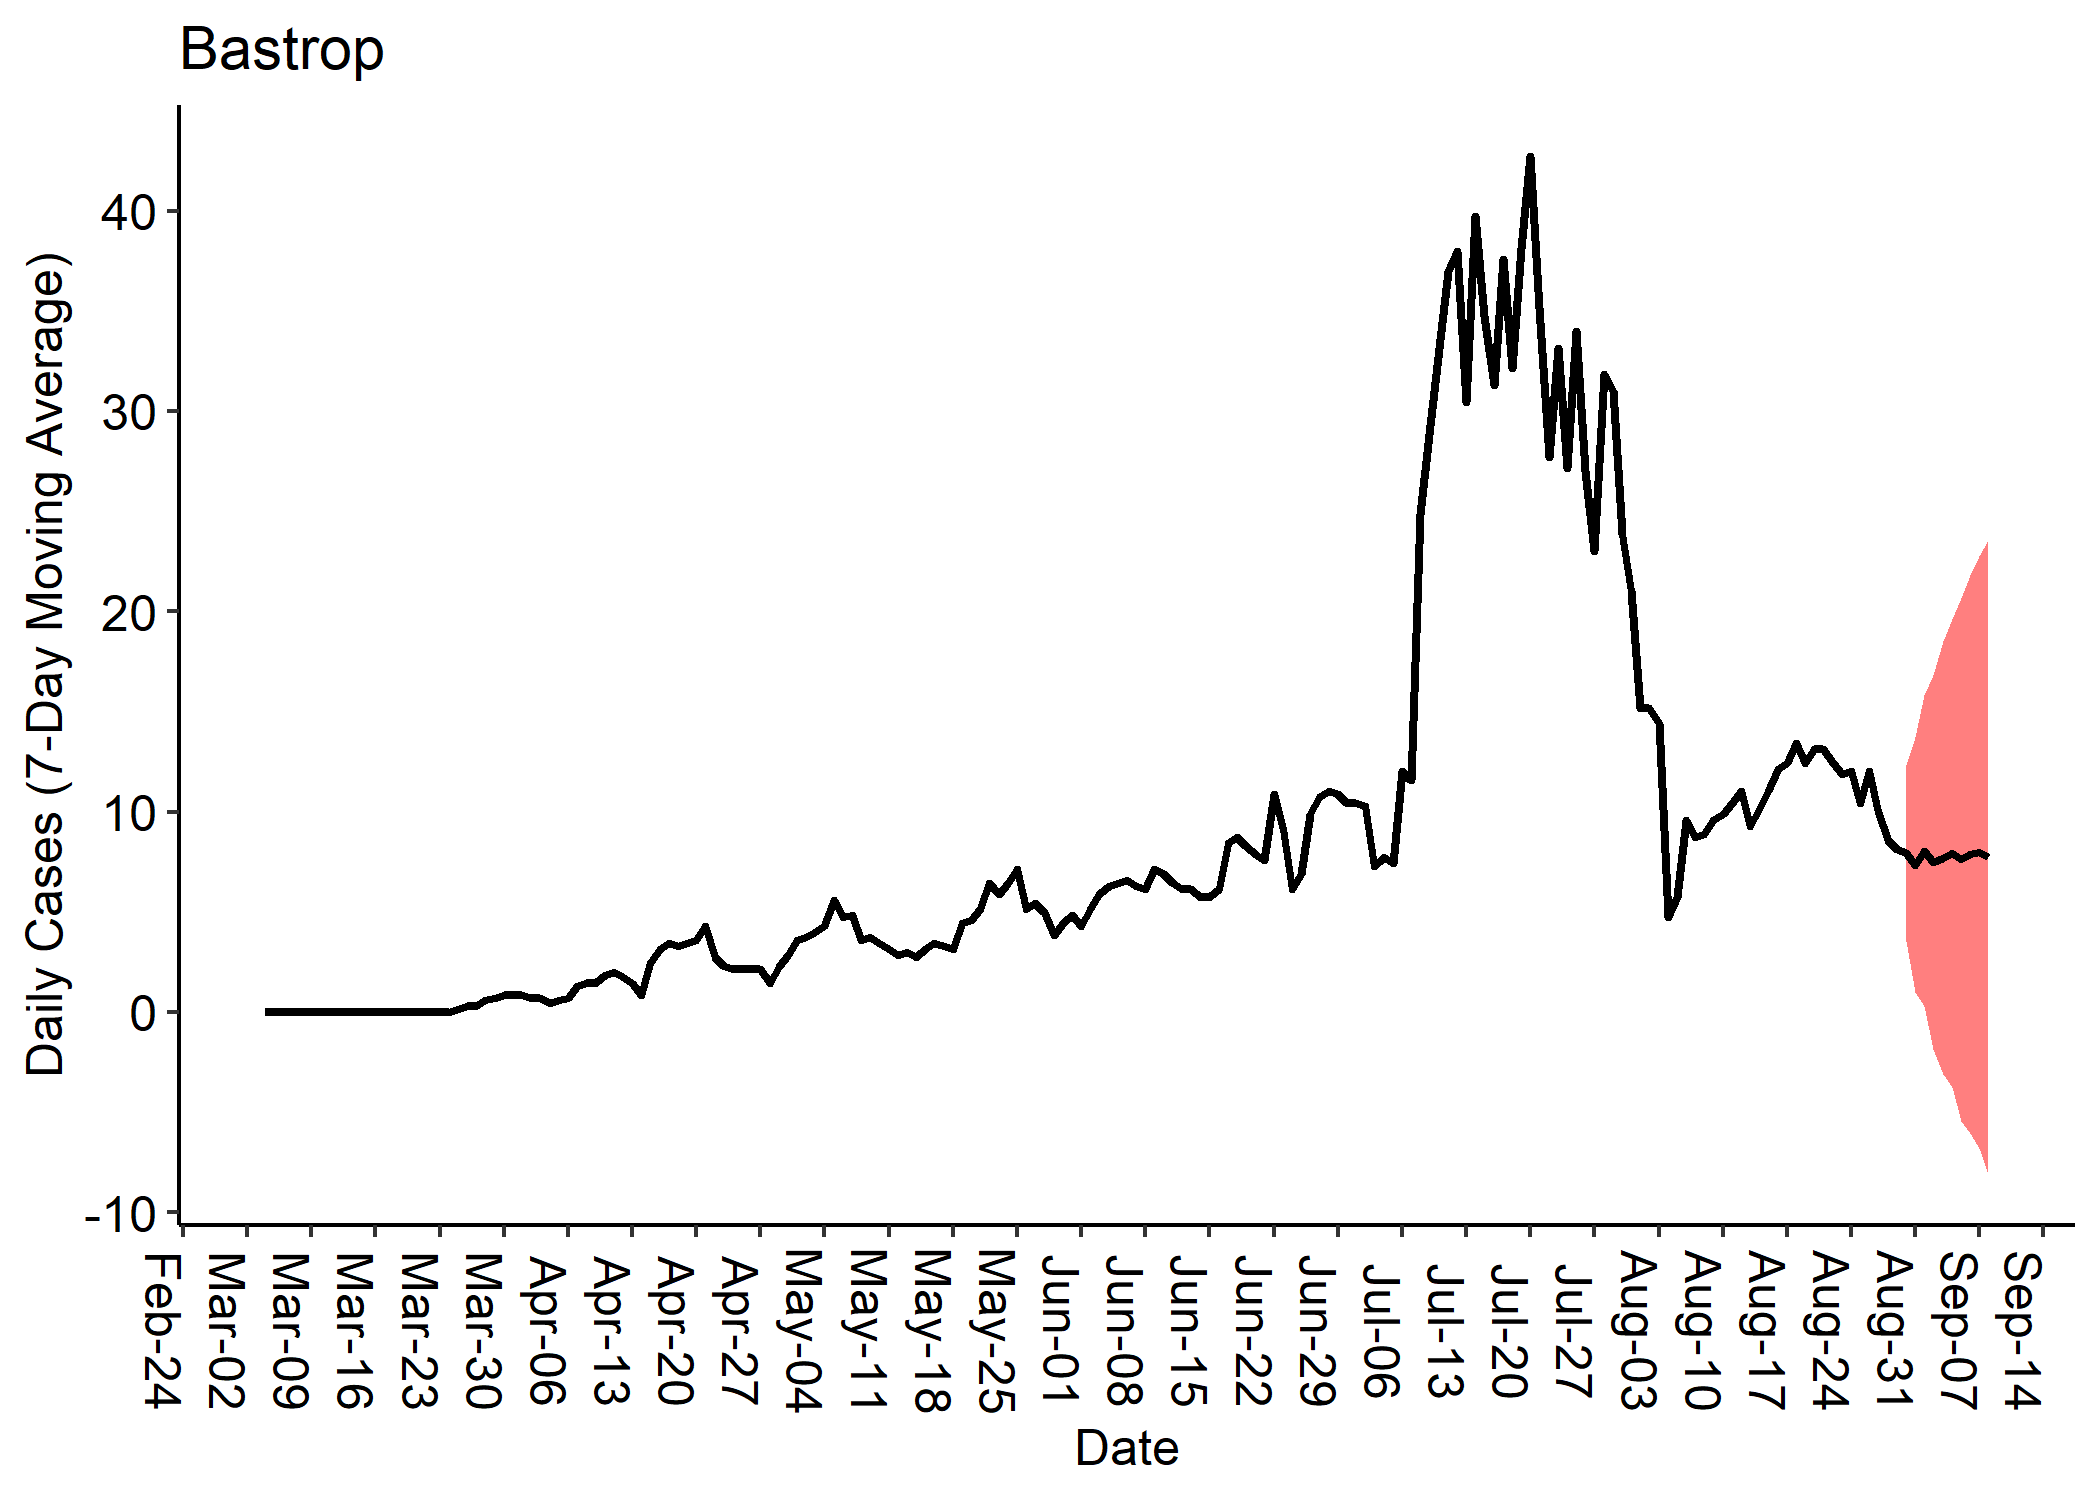 Bastrop
Daily Cases (7-Day Moving Average)
40
30
20
10
0
-10
Feb-24
Mar-02
Mar-09
Mar-16
Mar-23
Mar-30
Apr-06
Apr-13
Apr-20
Apr-27
May-04
May-11
May-18
May-25
Jun-01
Jun-08
Jun-15
Jun-22
Jun-29
Jul-06
Jul-13
Jul-20
Jul-27
Aug-03
Aug-10
Aug-17
Aug-24
Aug-31
Sep-07
Sep-14
Date